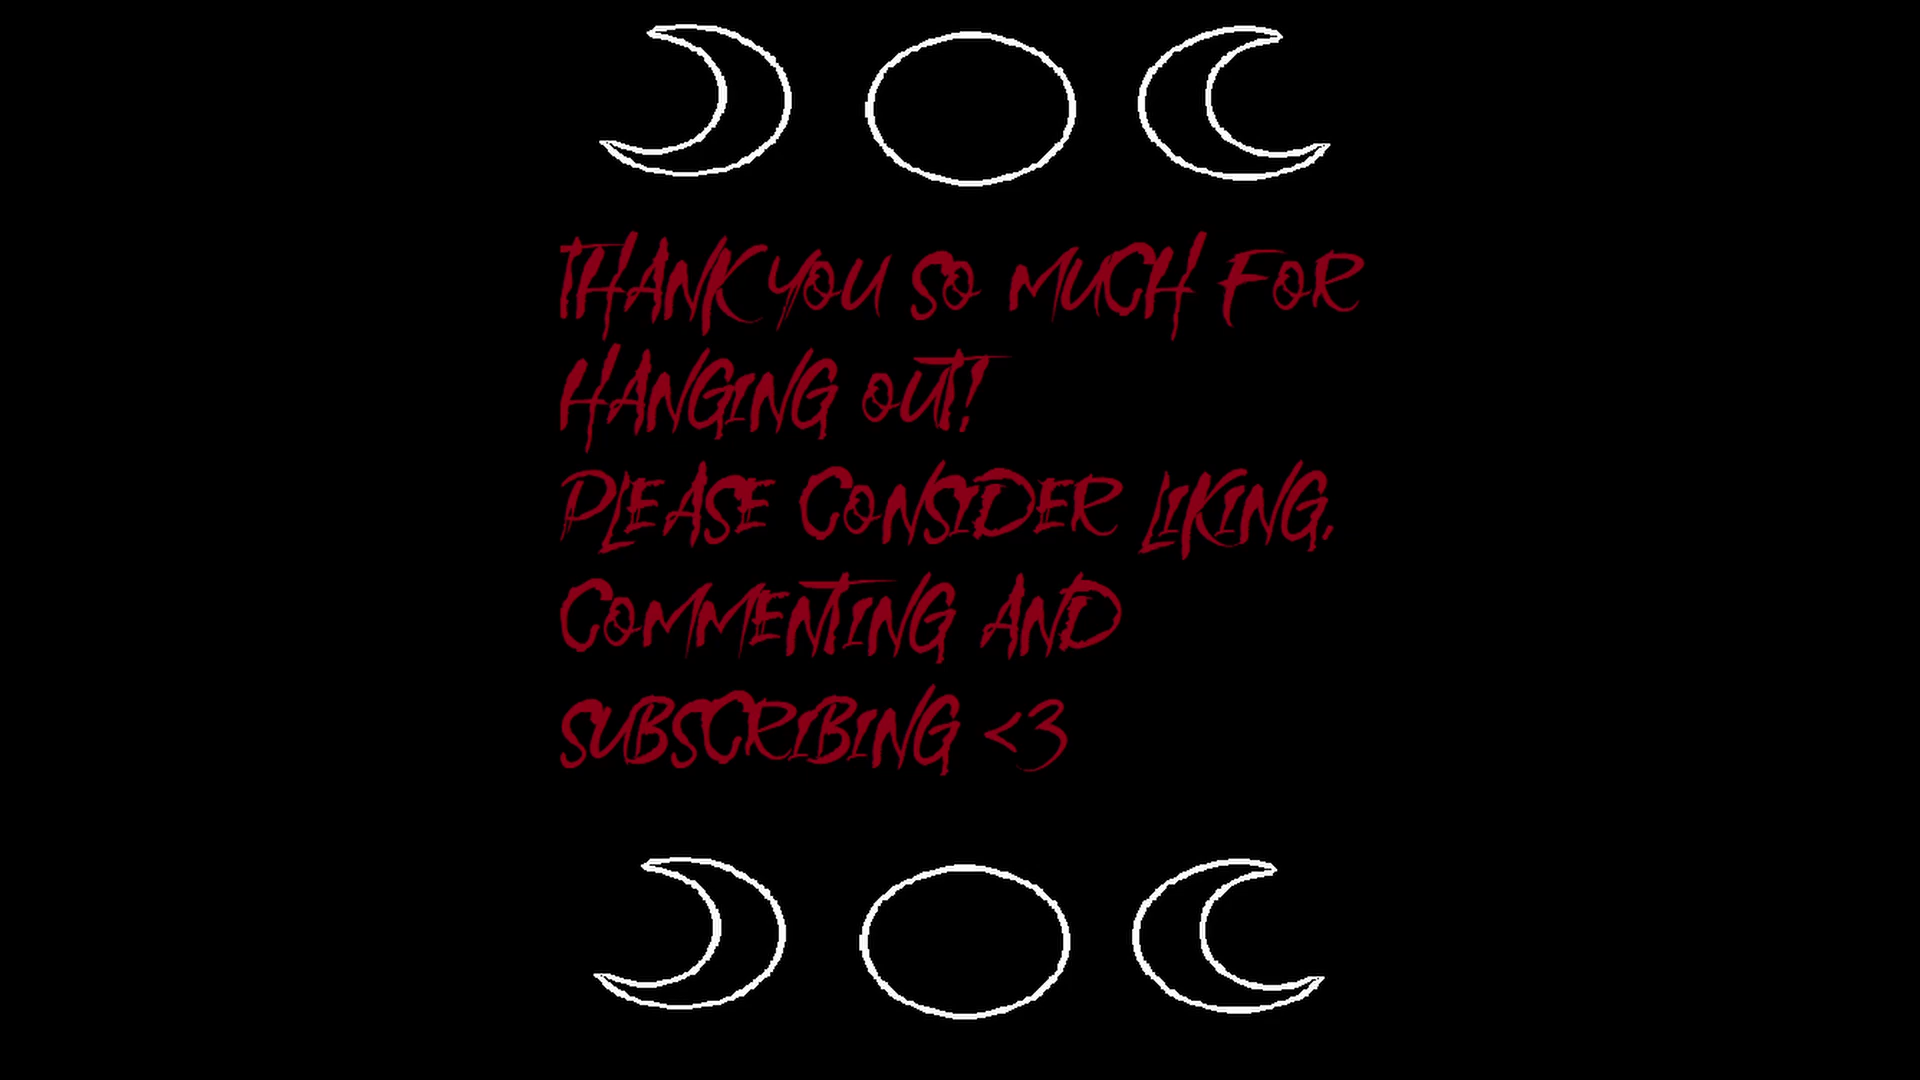 THANK YOU SO MUCH FOR
HANGING OUT!
PLEASE CONSIDER LIKING,
COMMENTING AND
SUBSCRIBING <3